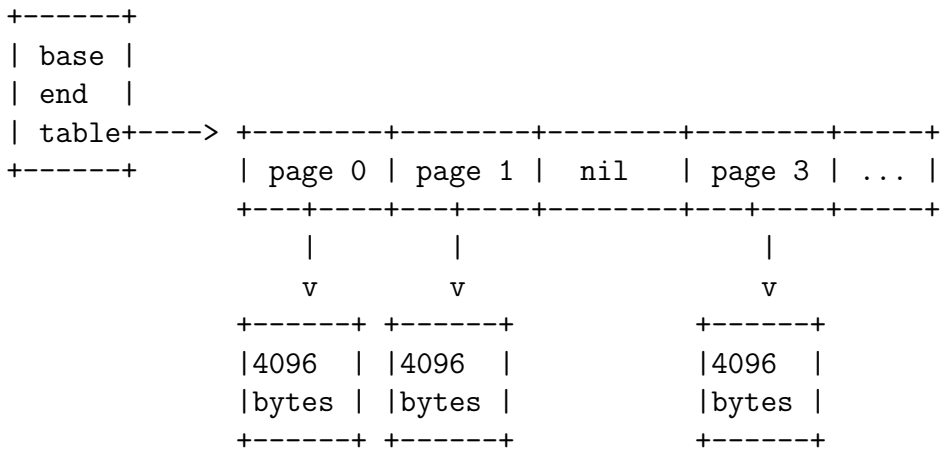 +------+
| base |
| end  |
| table+----> +--------+--------+--------+--------+-----+
+------+      | page 0 | page 1 |  nil   | page 3 | ... |
              +---+----+---+----+--------+---+----+-----+
                  |        |                 |
                  v        v                 v
              +------+ +------+          +------+
              |4096  | |4096  |          |4096  |
              |bytes | |bytes |          |bytes |
              +------+ +------+          +------+